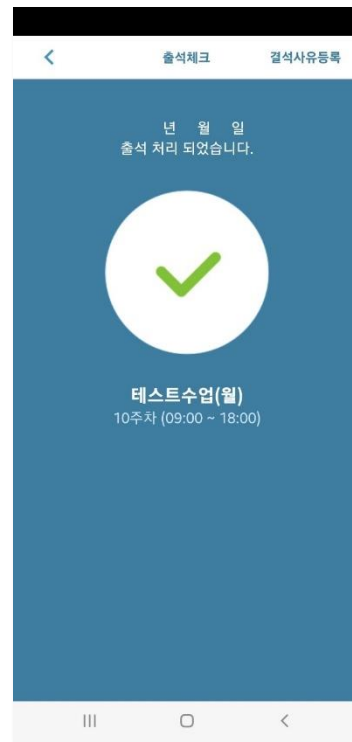 출석체크 결석사유등록
년 월 일
출석 처리 되었습니다.
테스트수업(월)
10주차 (09:00 ~ 18:00)